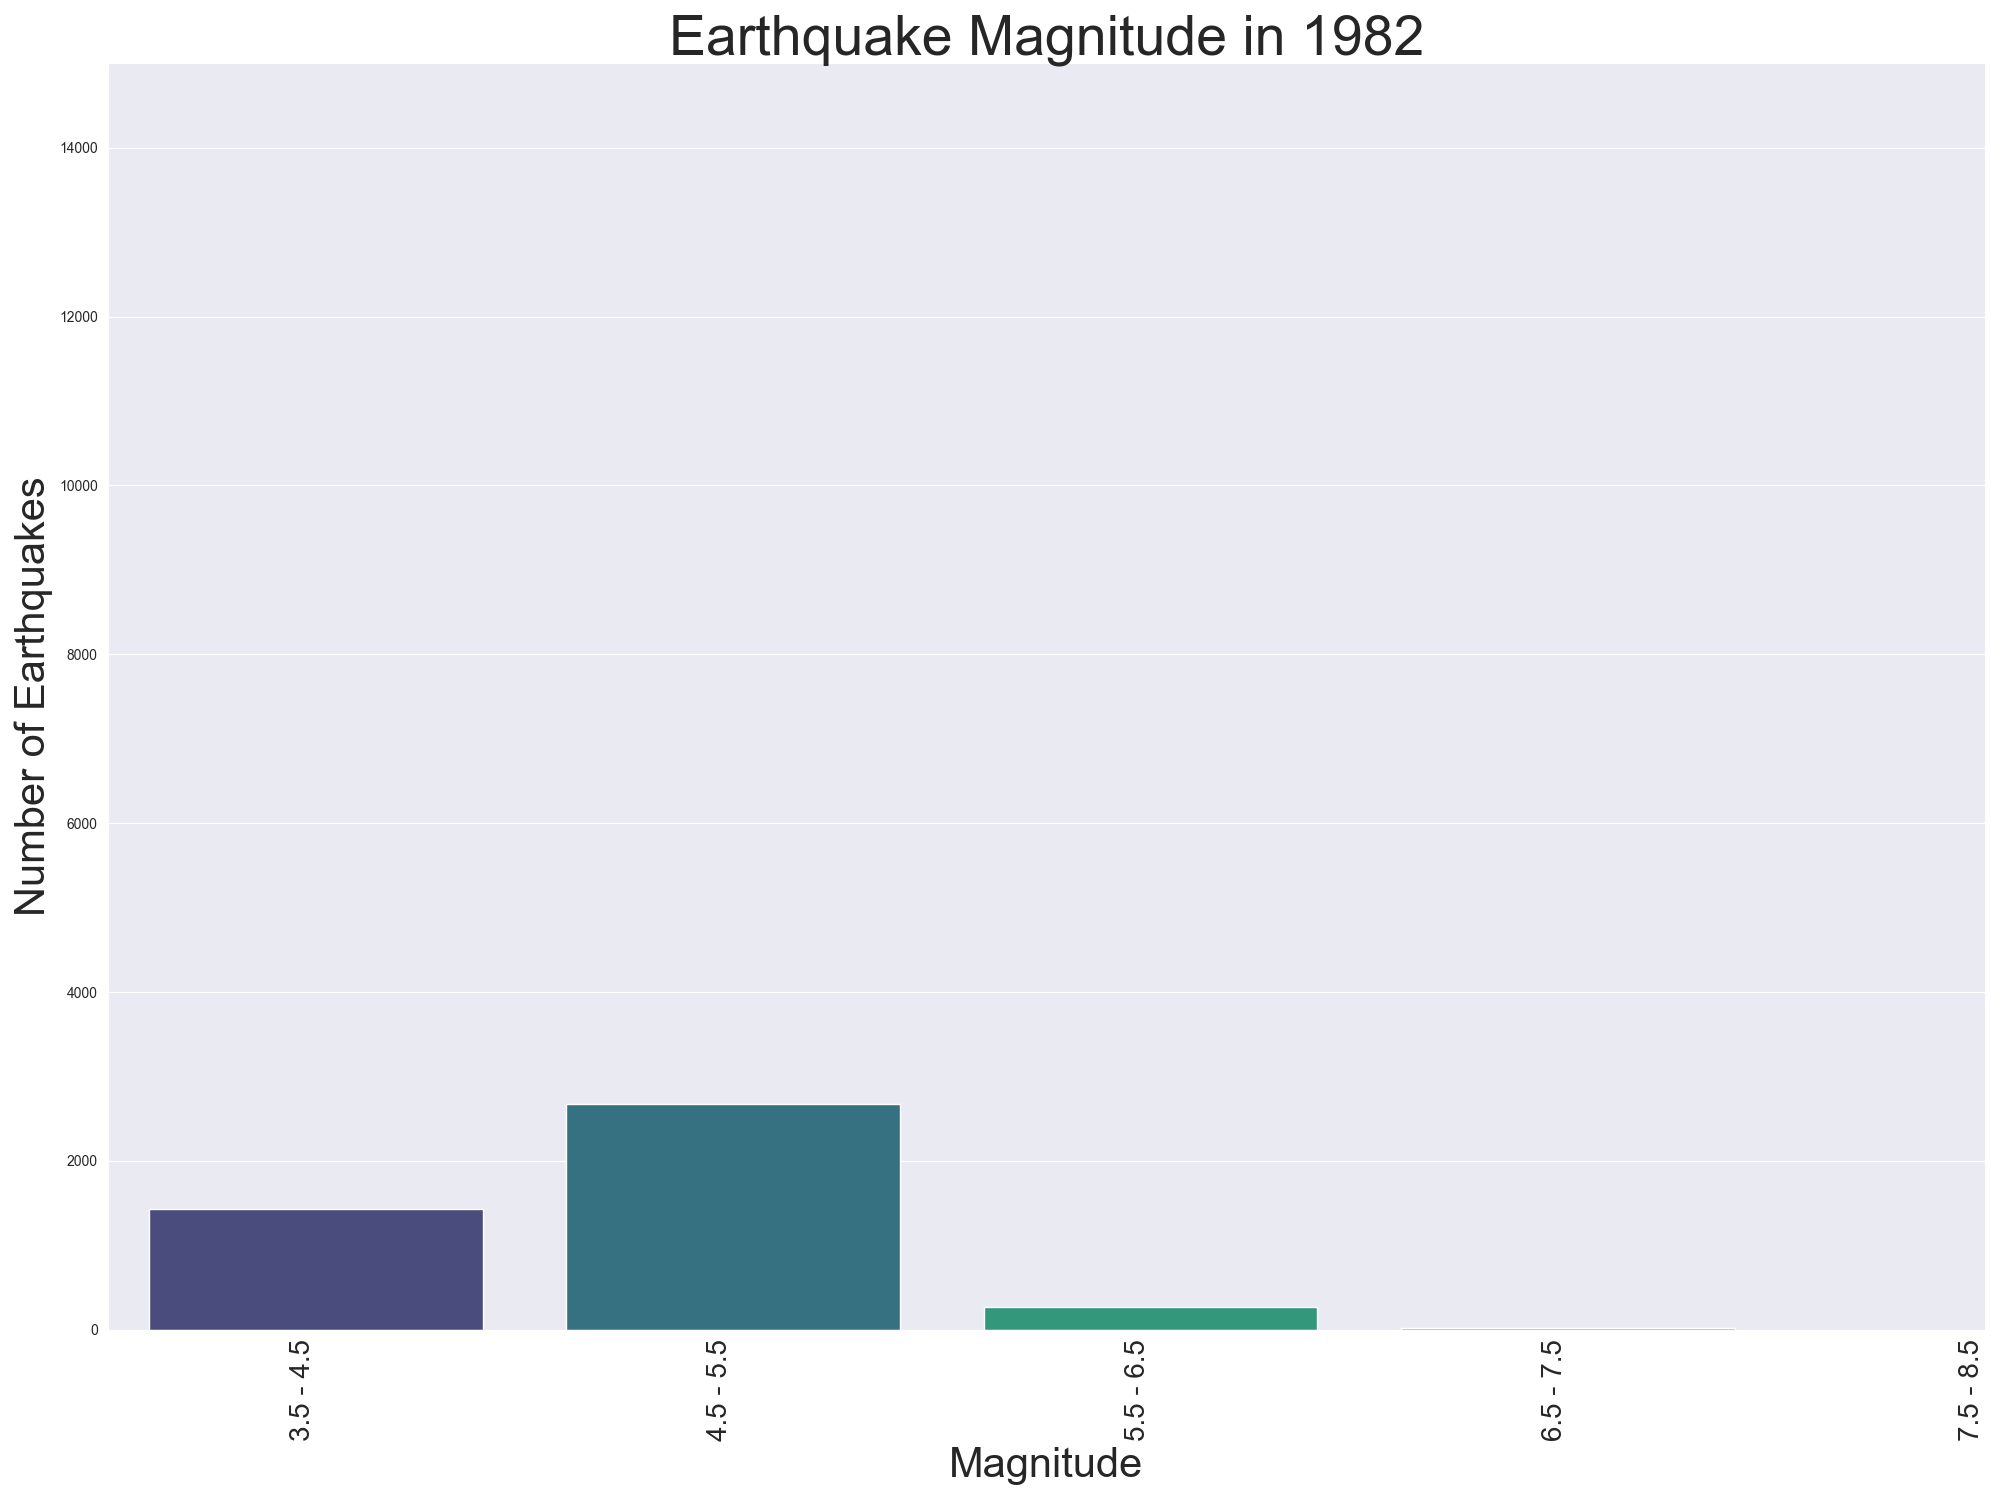 Earthquake Magnitude in 1982
Number of Earthquakes
14000
12000
10000
8000
6000
4000
2000
0
3.5 - 4.5
4.5 - 5.5
5.5 - 6.5
6.5 - 7.5
7.5 - 8.5
Magnitude